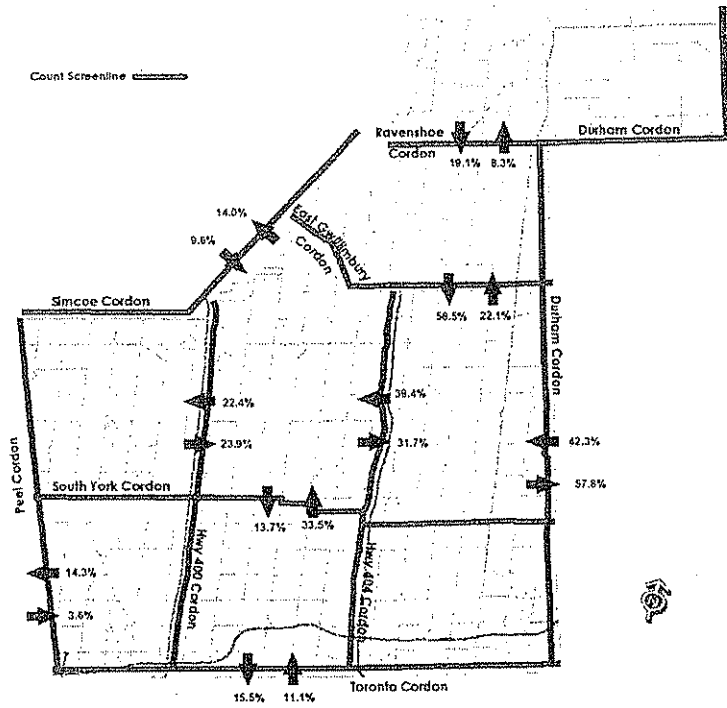 Count Screenline
Ravenshoe
Cordon
Durham Cordon
19.1% 8.3%
14.0%
9.6%
East Gwillimbury
Cordon
Simcoe Cordon
56.5% 22.1%
Durham Cordon
22.4%
39.4%
23.9%
31.7%
42.3%
Peel Cordon
57.8%
South York Cordon
13.7% 33.5%
Hwy 400 Cordon
Hwy 404 Cordon
14.3%
3.6%
Toronto Cordon
15.5% 11.1%